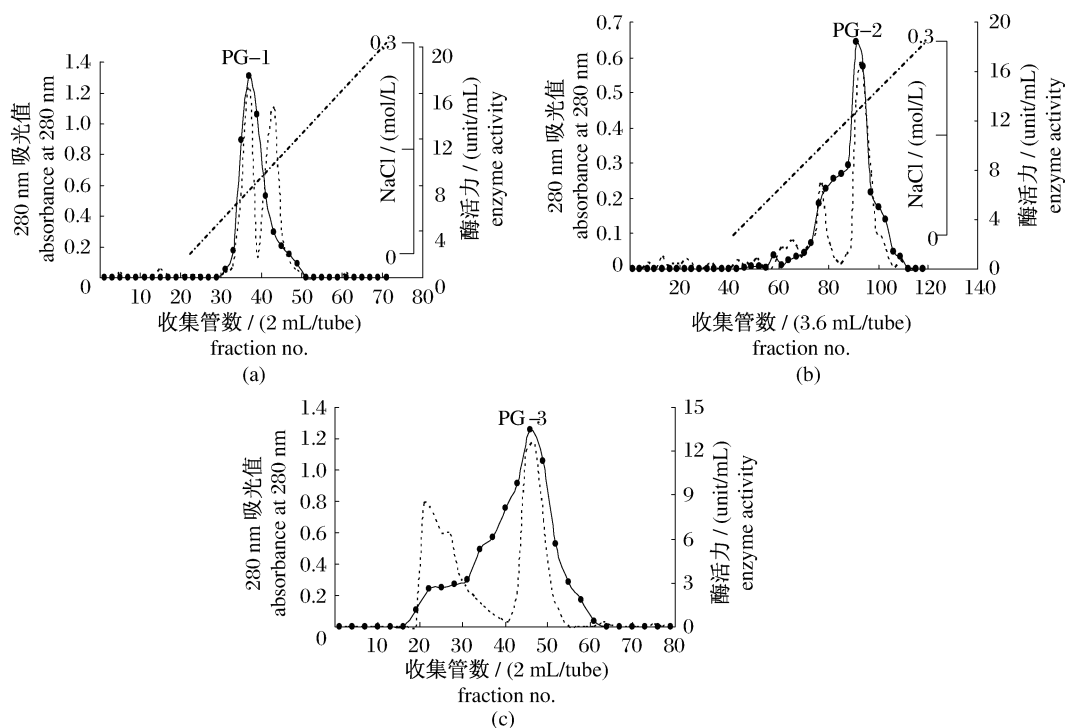 PG-1
280 nm 吸光值
absorbance at 280 nm
1.4
1.2
1.0
0.8
0.6
0.4
0.2
0
10 20 30 40 50 60 70 80
0.3
0
NaCl / (mol/L)
20
16
12
8
4
0
酶活力 / (unit/mL)
enzyme activity
收集管数 / (2 mL/tube)
fraction no.
(a)
PG-2
280 nm 吸光值
absorbance at 280 nm
0.7
0.6
0.5
0.4
0.3
0.2
0.1
0
20 40 60 80 100 120 140
0.3
0
NaCl / (mol/L)
20
16
12
8
4
0
酶活力 / (unit/mL)
enzyme activity
收集管数 / (3.6 mL/tube)
fraction no.
(b)
PG-3
280 nm 吸光值
absorbance at 280 nm
1.4
1.2
1.0
0.8
0.6
0.4
0.2
0
10 20 30 40 50 60 70 80
15
12
9
6
3
0
酶活力 / (unit/mL)
enzyme activity
收集管数 / (2 mL/tube)
fraction no.
(c)